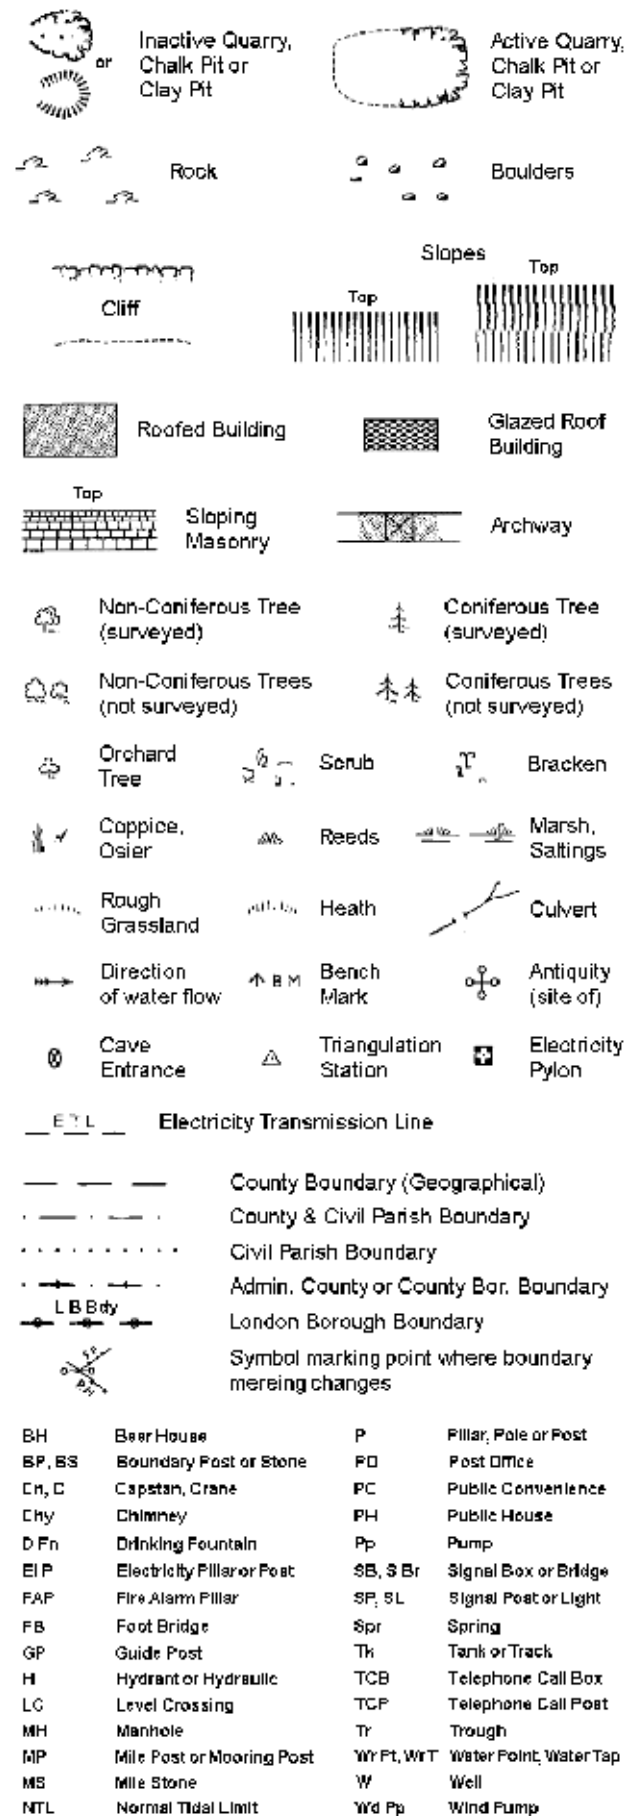 or
Inactive Quarry,
Chalk Pit or
Clay Pit
Active Quarry,
Chalk Pit or
Clay Pit
Rock
Boulders
Cliff
Slopes
Top
Top
Roofed Building
Glazed Roof
Building
Top
Sloping
Masonry
Archway
Non-Coniferous Tree
(surveyed)
Coniferous Tree
(surveyed)
Non-Coniferous Trees
(not surveyed)
Coniferous Trees
(not surveyed)
Orchard
Tree
Scrub
Bracken
Coppice,
Osier
Reeds
Marsh,
Saltings
Rough
Grassland
Heath
Culvert
Direction
of water flow
B M
Bench
Mark
Antiquity
(site of)
Cave
Entrance
Triangulation
Station
Electricity
Pylon
E T L Electricity Transmission Line
County Boundary (Geographical)
County & Civil Parish Boundary
Civil Parish Boundary
Admin. County or County Bor. Boundary
L B Bdy
London Borough Boundary
Symbol marking point where boundary
mereing changes
BH Beer House P Pillar, Pole or Post
BP, BS Boundary Post or Stone PO Post Office
Cn, C Capstan, Crane PC Public Convenience
Chy Chimney PH Public House
D Fn Drinking Fountain Pp Pump
El P Electricity Pillar or Post SB, S Br Signal Box or Bridge
FAP Fire Alarm Pillar SP, SL Signal Post or Light
FB Foot Bridge Spr Spring
GP Guide Post Tk Tank or Track
H Hydrant or Hydraulic TCB Telephone Call Box
LC Level Crossing TCP Telephone Call Post
MH Manhole Tr Trough
MP Mile Post or Mooring Post Wr Pt, Wr T Water Point, Water Tap
MS Mile Stone W Well
NTL Normal Tidal Limit Wd Pp Wind Pump